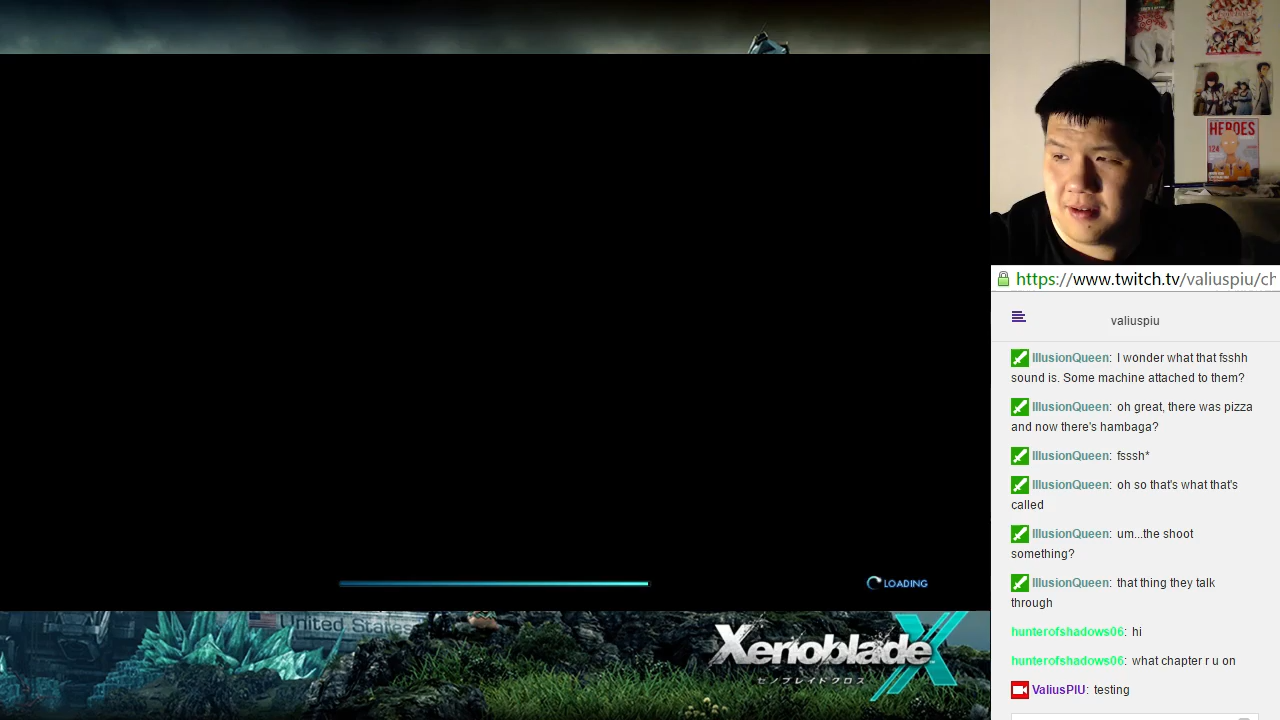 HEROES
https://www.twitch.tv/valiuspiu/ch
valiuspiu
IllusionQueen: I wonder what that fsshh
sound is. Some machine attached to them?
IllusionQueen: oh great, there was pizza
and now there's hambaga?
IllusionQueen: fsssh*
IllusionQueen: oh so that's what that's
called
IllusionQueen: um...the shoot
something?
IllusionQueen: that thing they talk
through
hunterofshadows06: hi
hunterofshadows06: what chapter r u on
ValiusPIU: testing
LOADING
United States
XenobladeX
ゼノブレイドクロス